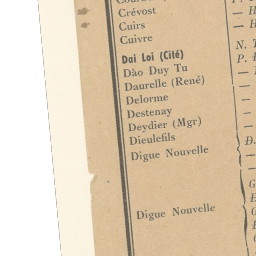 Crévost
Cuirs
Cuivre
Dai Loi (Cité)
Dào Duy Tu
Daurelle (René)
Delorme
Destenay
Deydier (Mgr)
Dieulefils
Digue Nouvelle
Digue Nouvelle